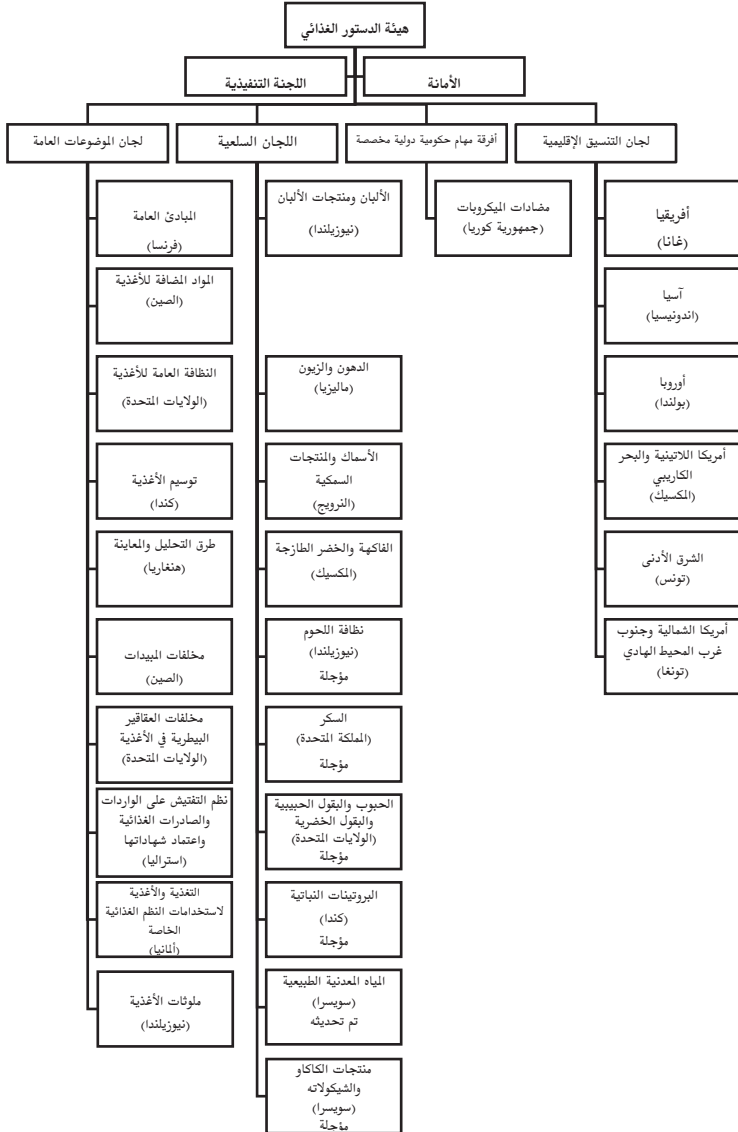 هيئة الدستور الغذائي
الأمانة
اللجنة التنفيذية
لجان التنسيق الإقليمية
أفرقة مهام حكومية دولية مخصصة
اللجان السلعية
لجان الموضوعات العامة
أفريقيا
(غانا)
آسيا
(اندونيسيا)
أوروبا
(بولندا)
أمريكا اللاتينية والبحر
الكاريبي
(المكسيك)
الشرق الأدنى
(تونس)
أمريكا الشمالية وجنوب
غرب المحيط الهادي
(تونغا)
مضادات الميكروبات
(جمهورية كوريا)
الألبان ومنتجات الألبان
(نيوزيلندا)
الدهون والزيون
(ماليزيا)
الأسماك والمنتجات
السمكية
(النرويج)
الفاكهة والخضر الطازجة
(المكسيك)
نظافة اللحوم
(نيوزيلندا)
مؤجلة
السكر
(المملكة المتحدة)
مؤجلة
الحبوب والبقول الحبيبية
والبقول الخضرية
(الولايات المتحدة)
مؤجلة
البروتينات النباتية
(كندا)
مؤجلة
المياه المعدنية الطبيعية
(سويسرا)
تم تحديثه
منتجات الكاكاو
والشيكولاته
(سويسرا)
مؤجلة
المبادئ العامة
(فرنسا)
المواد المضافة للأغذية
(الصين)
النظافة العامة للأغذية
(الولايات المتحدة)
توسيم الأغذية
(كندا)
طرق التحليل والمعاينة
(هنغاريا)
مخلفات المبيدات
(الصين)
مخلفات العقاقير
البيطرية في الأغذية
(الولايات المتحدة)
نظم التفتيش على الواردات
والصادرات الغذائية
واعتماد شهاداتها
(استراليا)
التغذية والأغذية
لاستخدامات النظم الغذائية
الخاصة
(ألمانيا)
ملوثات الأغذية
(نيوزيلندا)